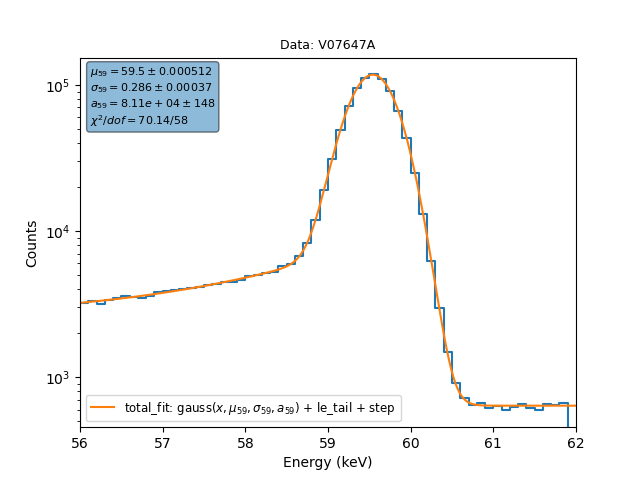 Data: V07647A
μ₅₉ = 59.5 ± 0.000512
σ₅₉ = 0.286 ± 0.00037
a₅₉ = 8.11e + 04 ± 148
χ²/dof = 70.14/58
10⁵
10⁴
10³
Counts
total_fit: gauss(x, μ₅₉, σ₅₉, a₅₉) + le_tail + step
56 57 58 59 60 61 62
Energy (keV)